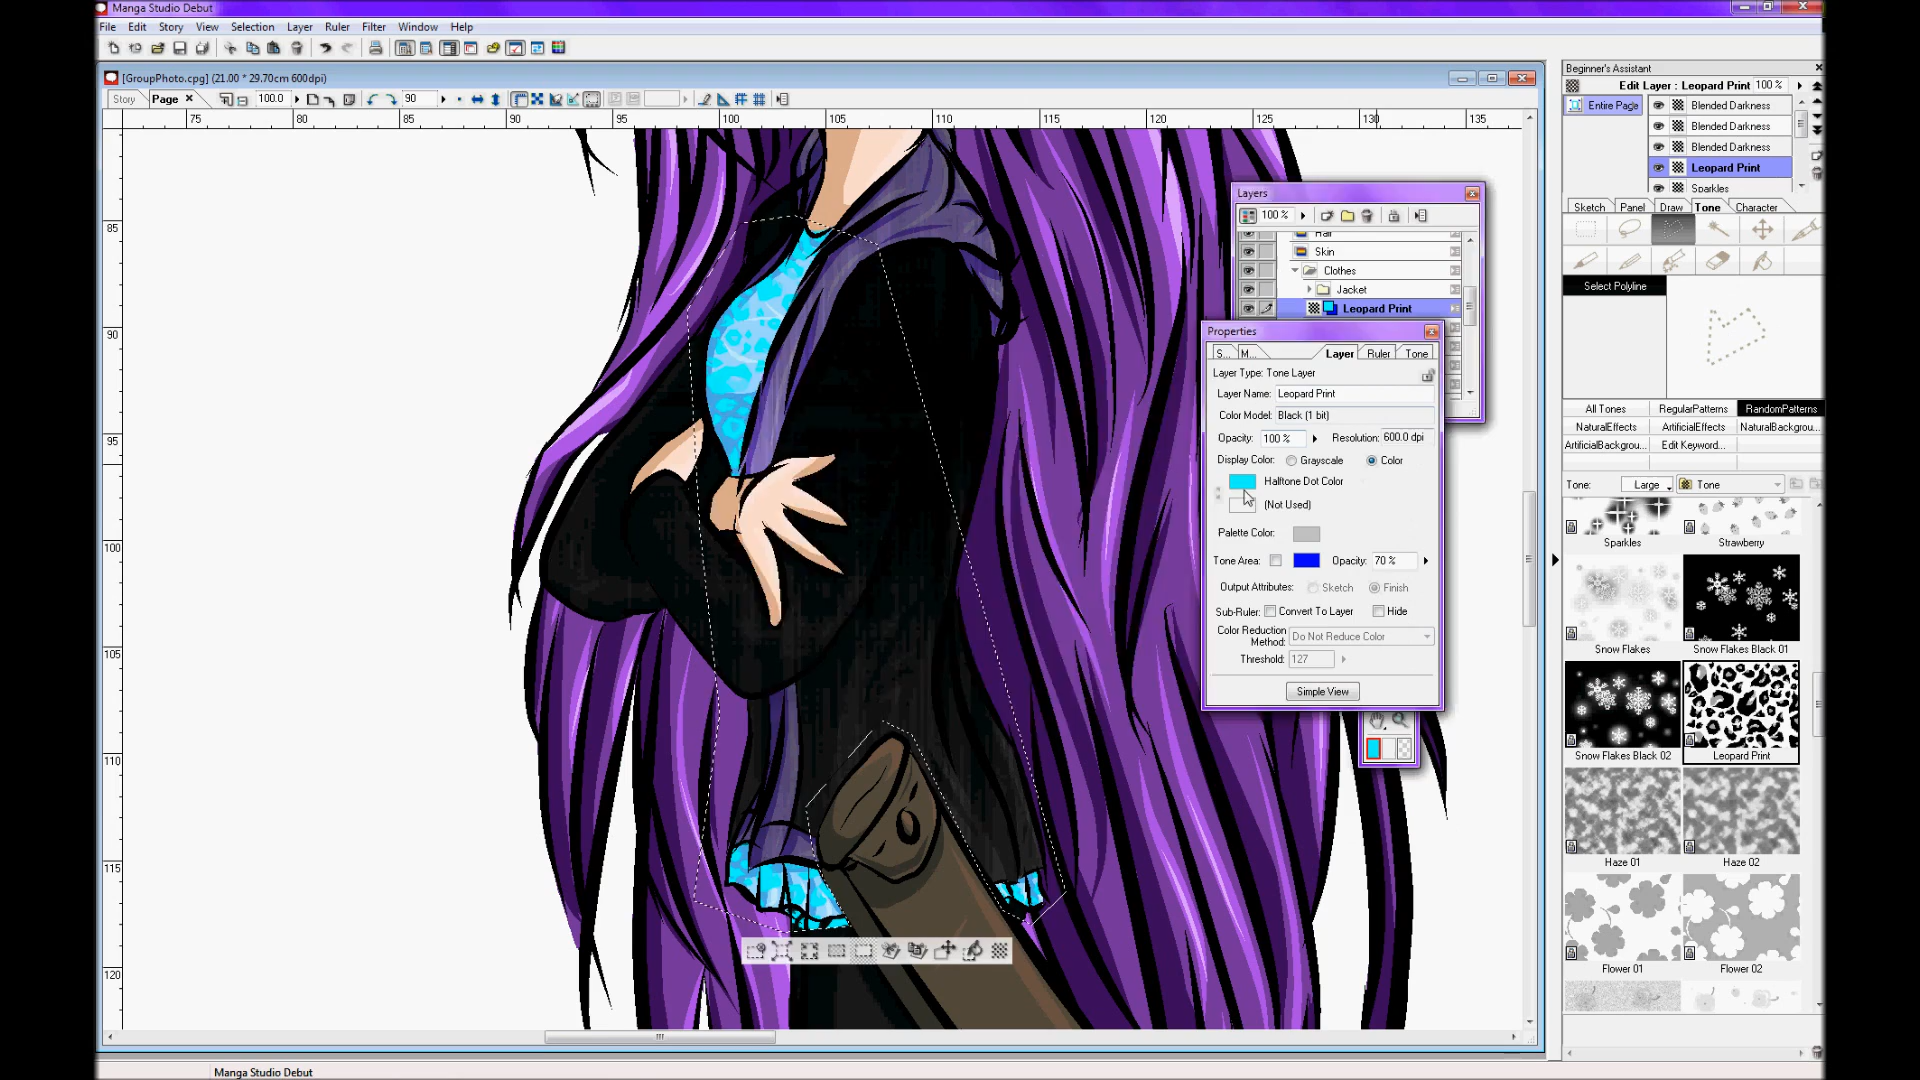 Manga Studio Debut
File Edit Story View Selection Layer Ruler Filter Window Help
[GroupPhoto.cpg] (21.00 * 29.70cm 600dpi)
Story Page 100.0 90
75 80 85 90 95 100 105 110 115 120 125 130 135
85
90
95
100
105
110
115
120
Beginner's Assistant
Edit Layer : Leopard Print 100 %
Entire Page
Blended Darkness
Blended Darkness
Blended Darkness
Leopard Print
Sparkles
Sketch Panel Draw Tone Character
Select Polyline
All Tones RegularPatterns RandomPatterns
NaturalEffects ArtificialEffects NaturalBackgrou...
ArtificialBackgrou... Edit Keyword...
Tone: Large Tone
Sparkles Strawberry
Snow Flakes Snow Flakes Black 01
Snow Flakes Black 02 Leopard Print
Haze 01 Haze 02
Flower 01 Flower 02
Layers
100 %
Hair
Skin
Clothes
Jacket
Leopard Print
Properties
S... M... Layer Ruler Tone
Layer Type: Tone Layer
Layer Name: Leopard Print
Color Model: Black (1 bit)
Opacity: 100 % Resolution: 600.0 dpi
Display Color: Grayscale Color
Halftone Dot Color
(Not Used)
Palette Color:
Tone Area: Opacity: 70 %
Output Attributes: Sketch Finish
Sub-Ruler: Convert To Layer Hide
Color Reduction Method: Do Not Reduce Color
Threshold: 127
Simple View
Manga Studio Debut